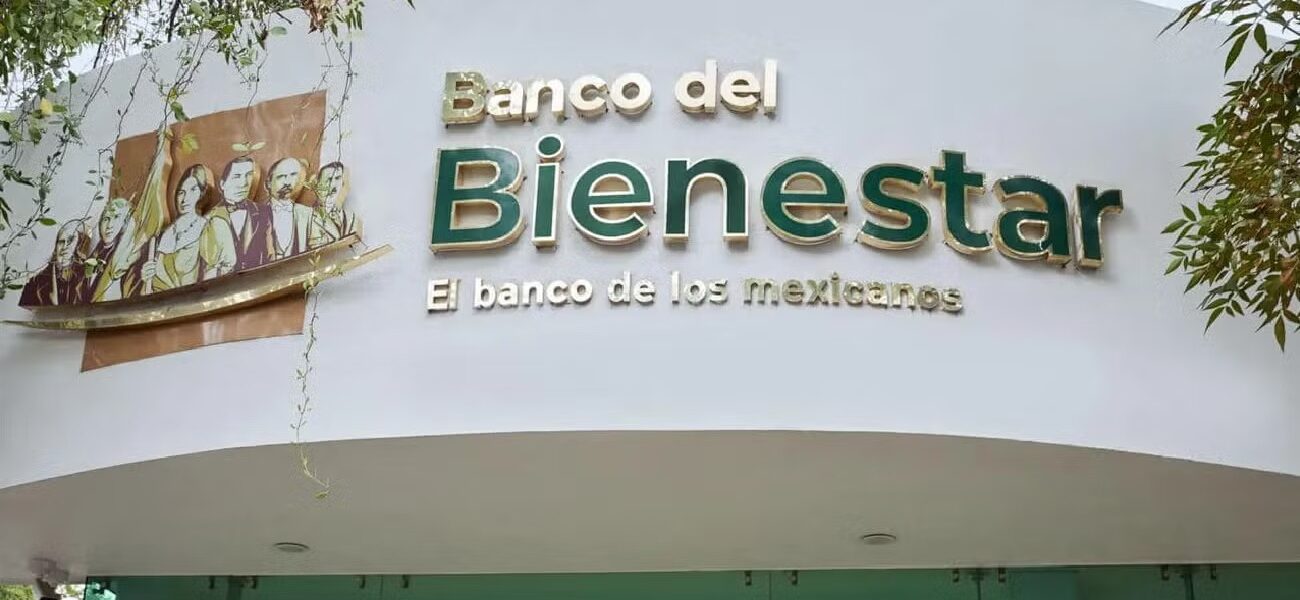 Banco del
Bienestar
El banco de los mexicanos